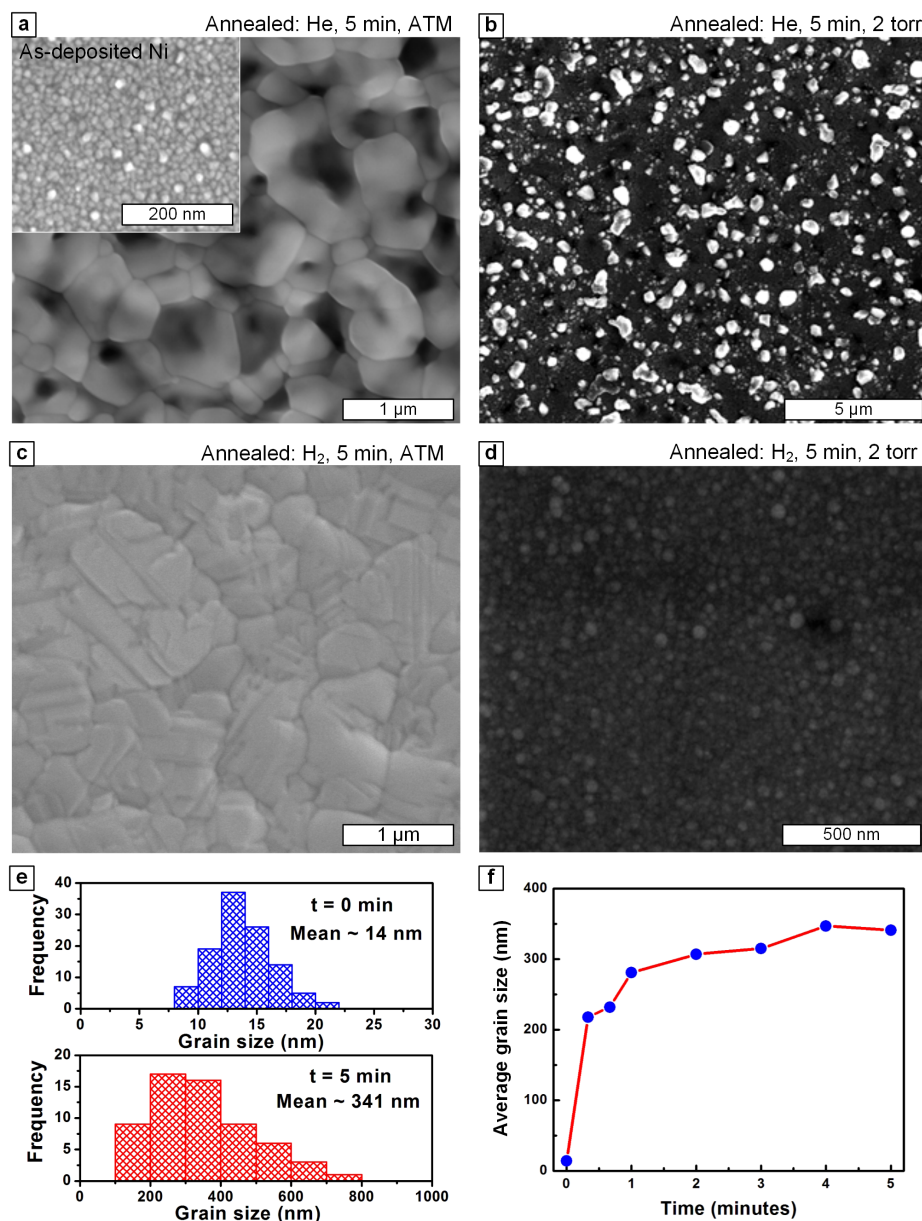 a
Annealed: He, 5 min, ATM
As-deposited Ni
200 nm
1 μm
b
Annealed: He, 5 min, 2 torr
5 μm
c
Annealed: H₂, 5 min, ATM
1 μm
d
Annealed: H₂, 5 min, 2 torr
500 nm
e
40
30
20
10
0
Frequency
t = 0 min
Mean ~ 14 nm
0 5 10 15 20 25 30
Grain size (nm)
20
15
10
5
0
Frequency
t = 5 min
Mean ~ 341 nm
200 400 600 800 1000
Grain size (nm)
f
400
300
200
100
0
Average grain size (nm)
0 1 2 3 4 5
Time (minutes)